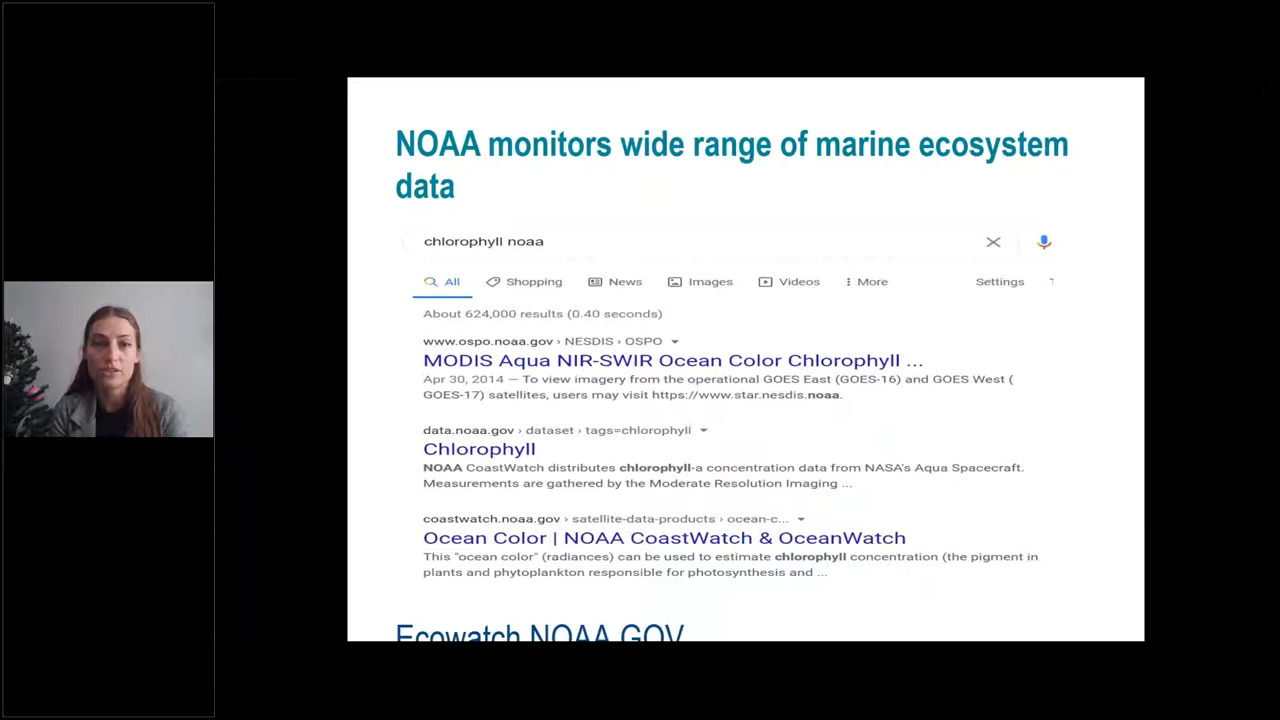 NOAA monitors wide range of marine ecosystem
data
chlorophyll noaa
All Shopping News Images Videos More Settings
About 624,000 results (0.40 seconds)
www.ospo.noaa.gov › NESDIS › OSPO
MODIS Aqua NIR-SWIR Ocean Color Chlorophyll ...
Apr 30, 2014 — To view imagery from the operational GOES East (GOES-16) and GOES West (
GOES-17) satellites, users may visit https://www.star.nesdis.noaa.
data.noaa.gov › dataset › tags=chlorophyll
Chlorophyll
NOAA CoastWatch distributes chlorophyll-a concentration data from NASA's Aqua Spacecraft.
Measurements are gathered by the Moderate Resolution Imaging ...
coastwatch.noaa.gov › satellite-data-products › ocean-c...
Ocean Color | NOAA CoastWatch & OceanWatch
This "ocean color" (radiances) can be used to estimate chlorophyll concentration (the pigment in
plants and phytoplankton responsible for photosynthesis and ...
Ecowatch NOAA GOV